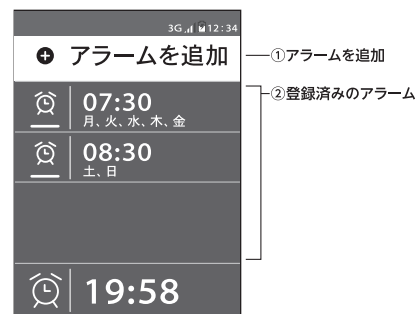 3G 12:34
アラームを追加
①アラームを追加
07:30
月、火、水、木、金
②登録済みのアラーム
08:30
土、日
19:58